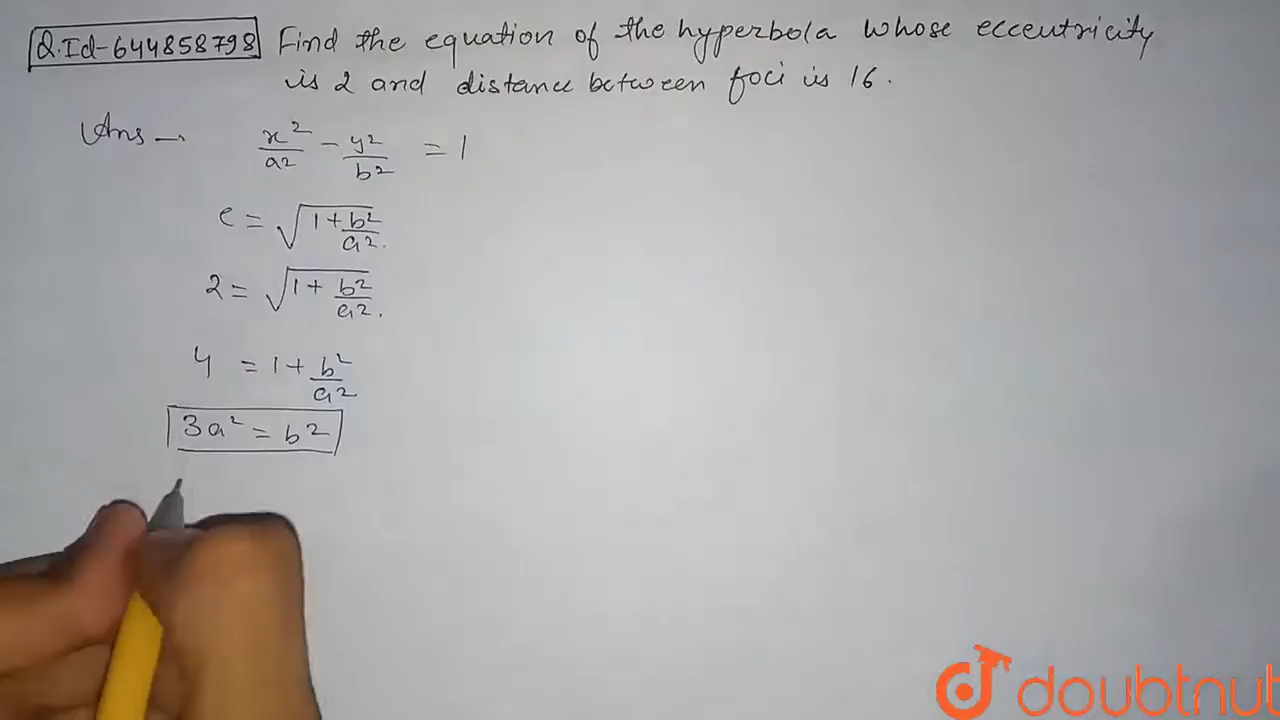 Q.Id-644858798 Find the equation of the hyperbola whose eccentricity
is 2 and distance between foci is 16.
Ans → x²/a² - y²/b² = 1
e = √(1+b²/a².)
2 = √(1+b²/a².)
4 = 1+b²/a²
3a² = b²
doubtnut